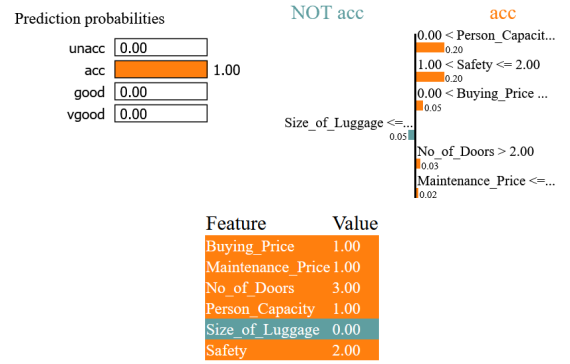 Prediction probabilities
unacc 0.00
acc 1.00
good 0.00
vgood 0.00
NOT acc acc
0.00 < Person_Capacit...
0.20
1.00 < Safety <= 2.00
0.20
0.00 < Buying_Price ...
0.05
Size_of_Luggage <=...
0.05
No_of_Doors > 2.00
0.03
Maintenance_Price <=...
0.02
Feature Value
Buying_Price 1.00
Maintenance_Price 1.00
No_of_Doors 3.00
Person_Capacity 1.00
Size_of_Luggage 0.00
Safety 2.00